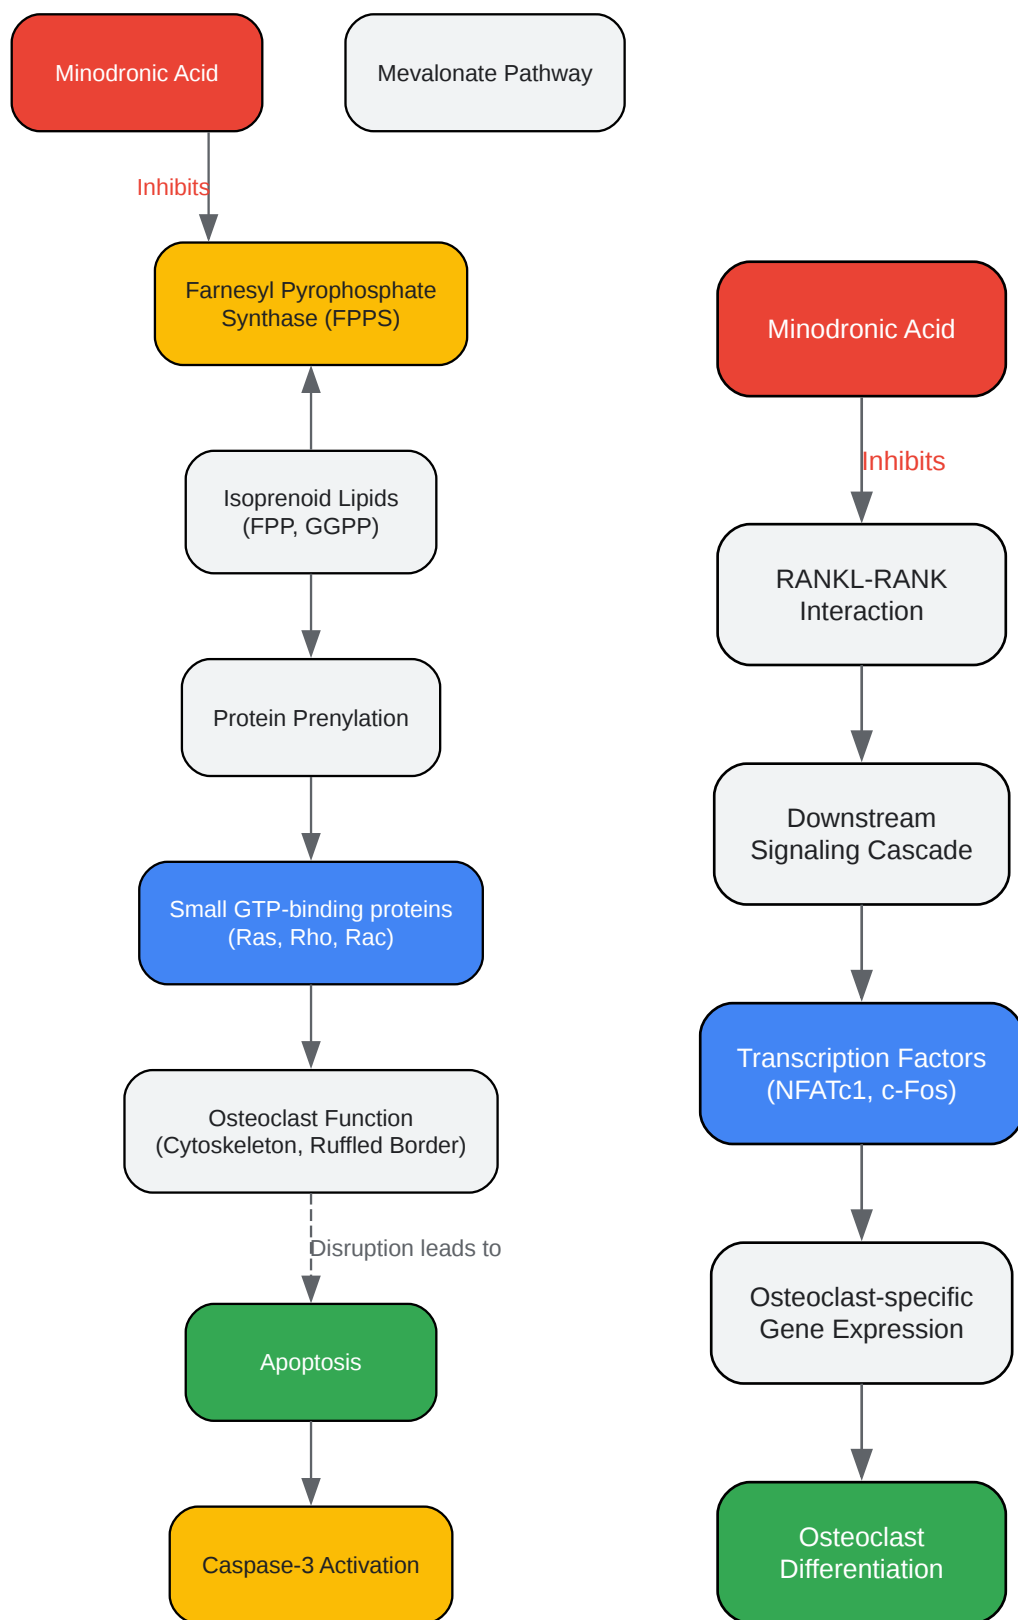 Minodronic Acid
Mevalonate Pathway
Inhibits
Farnesyl Pyrophosphate
Synthase (FPPS)
Isoprenoid Lipids
(FPP, GGPP)
Protein Prenylation
Small GTP-binding proteins
(Ras, Rho, Rac)
Osteoclast Function
(Cytoskeleton, Ruffled Border)
Disruption leads to
Apoptosis
Caspase-3 Activation
Minodronic Acid
Inhibits
RANKL-RANK
Interaction
Downstream
Signaling Cascade
Transcription Factors
(NFATc1, c-Fos)
Osteoclast-specific
Gene Expression
Osteoclast
Differentiation